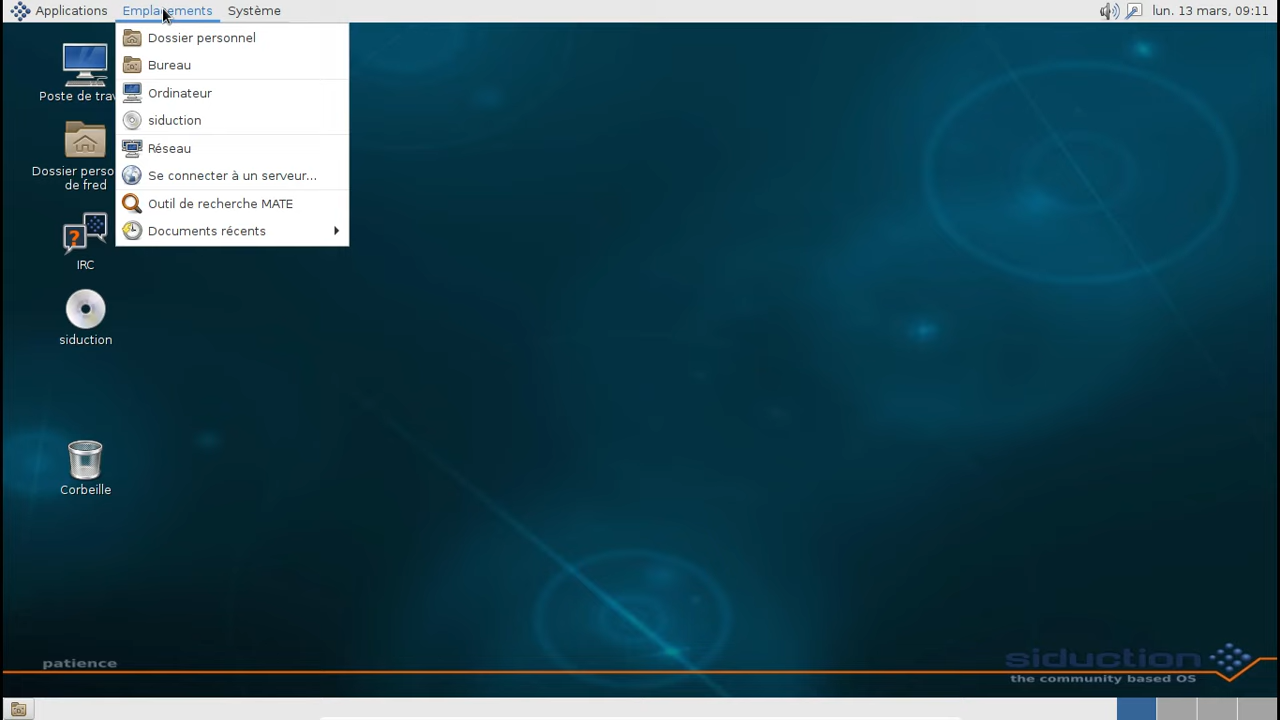 Applications Emplacements Système lun. 13 mars, 09:11
Dossier personnel
Bureau
Ordinateur
siduction
Réseau
Se connecter à un serveur...
Outil de recherche MATE
Documents récents
Poste de trav
Dossier perso
de fred
IRC
siduction
Corbeille
patience
siduction
the community based OS